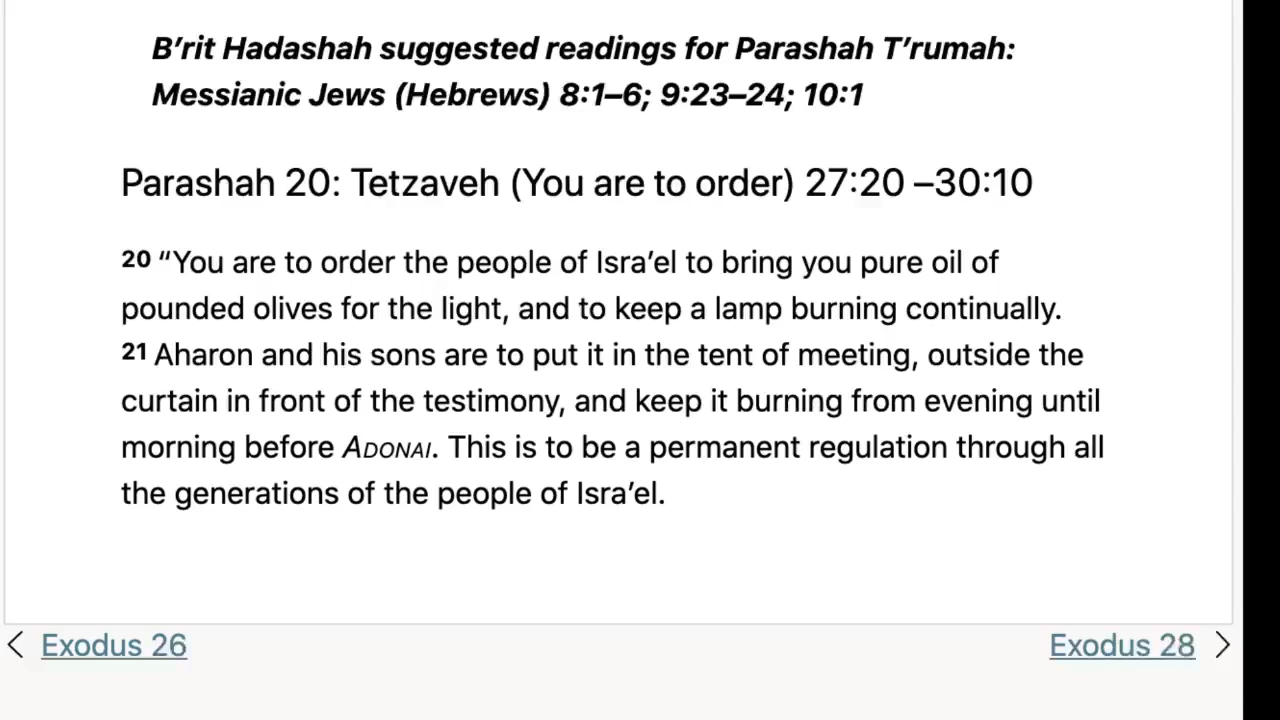 B’rit Hadashah suggested readings for Parashah T’rumah:
Messianic Jews (Hebrews) 8:1–6; 9:23–24; 10:1
Parashah 20: Tetzaveh (You are to order) 27:20 –30:10
20 “You are to order the people of Isra’el to bring you pure oil of
pounded olives for the light, and to keep a lamp burning continually.
21 Aharon and his sons are to put it in the tent of meeting, outside the
curtain in front of the testimony, and keep it burning from evening until
morning before ADONAI. This is to be a permanent regulation through all
the generations of the people of Isra’el.
Exodus 26
Exodus 28